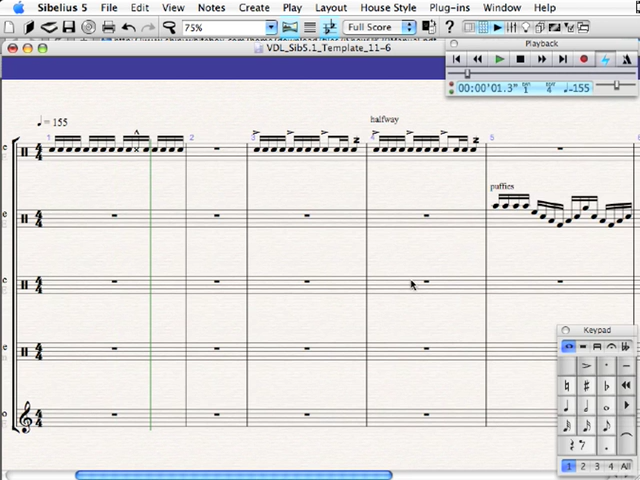 Sibelius 5 File Edit View Notes Create Play Layout House Style Plug-ins Window Help
75% Full Score
VDL_Sib5.1_Template_11-6
Playback
00:00'01.3" 1 4 ♩=155
♩ = 155
halfway
1 2 3 4 5
puffies
Keypad
1 2 3 4 All